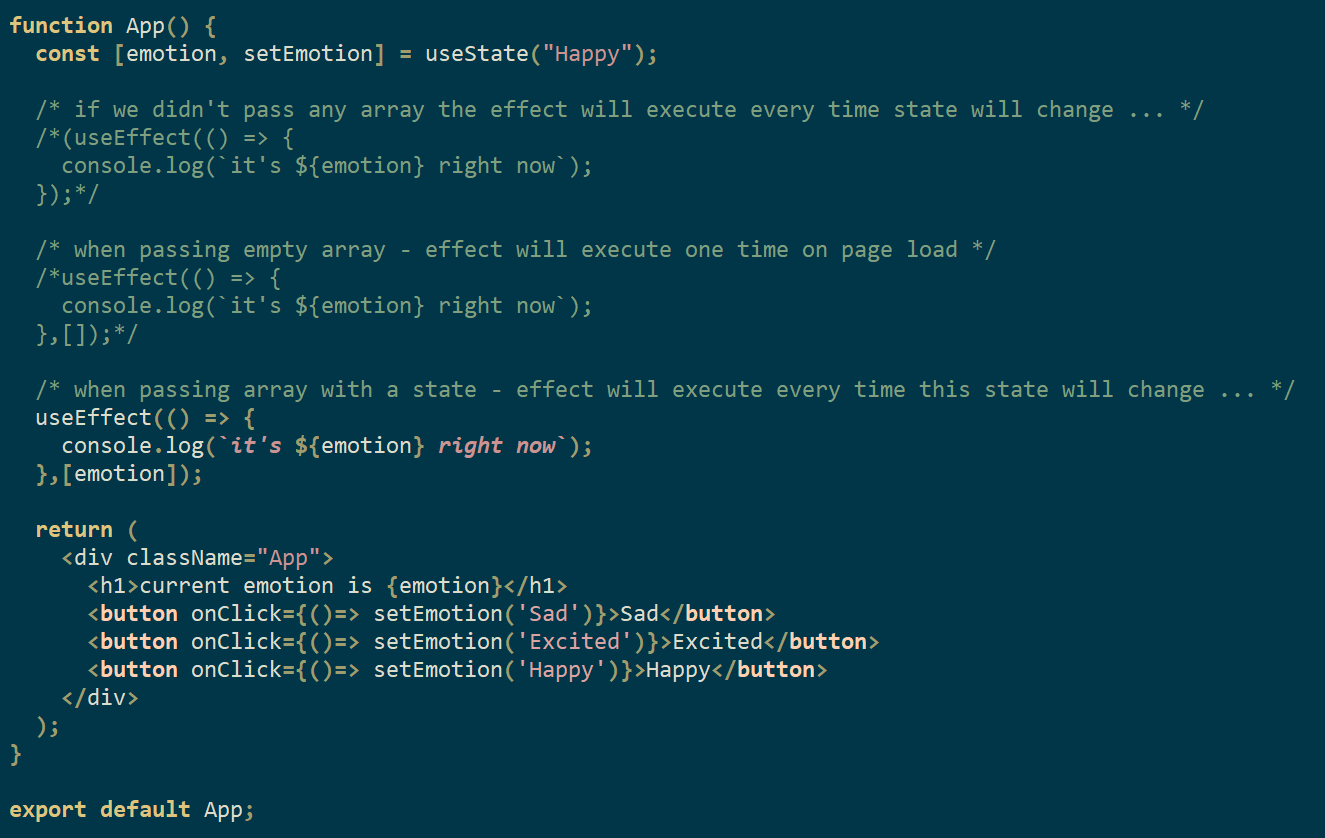 function App() {
  const [emotion, setEmotion] = useState("Happy");

  /* if we didn't pass any array the effect will execute every time state will change ... */
  /*(useEffect(() => {
    console.log(`it's ${emotion} right now`);
  });*/

  /* when passing empty array - effect will execute one time on page load */
  /*useEffect(() => {
    console.log(`it's ${emotion} right now`);
  },[]);*/

  /* when passing array with a state - effect will execute every time this state will change ... */
  useEffect(() => {
    console.log(`it's ${emotion} right now`);
  },[emotion]);

  return (
    <div className="App">
      <h1>current emotion is {emotion}</h1>
      <button onClick={()=> setEmotion('Sad')}>Sad</button>
      <button onClick={()=> setEmotion('Excited')}>Excited</button>
      <button onClick={()=> setEmotion('Happy')}>Happy</button>
    </div>
  );
}

export default App;